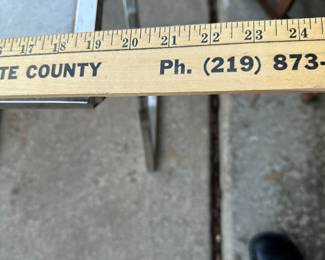 17 18 19 20 21 22 23 24
TE COUNTY Ph. (219) 873-